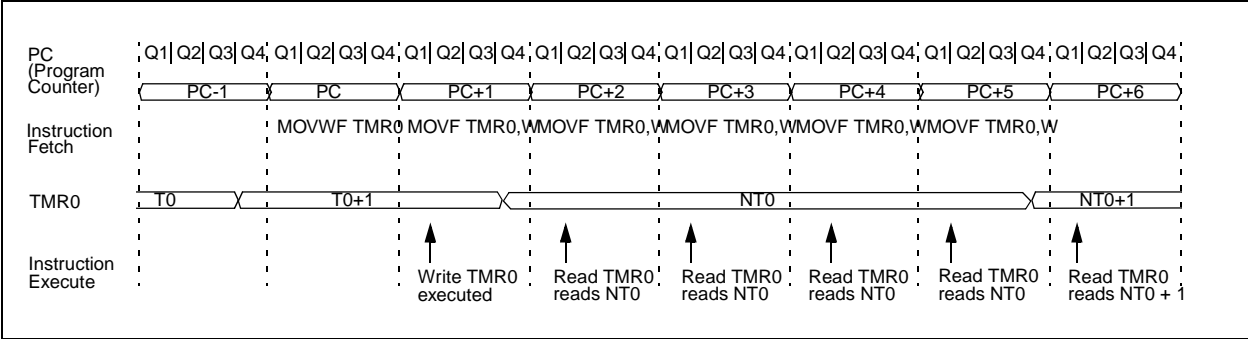 PC
(Program
Counter)
Q1 Q2 Q3 Q4 Q1 Q2 Q3 Q4 Q1 Q2 Q3 Q4 Q1 Q2 Q3 Q4 Q1 Q2 Q3 Q4 Q1 Q2 Q3 Q4 Q1 Q2 Q3 Q4 Q1 Q2 Q3 Q4
PC-1 PC PC+1 PC+2 PC+3 PC+4 PC+5 PC+6
Instruction
Fetch
MOVWF TMR0 MOVF TMR0,W MOVF TMR0,W MOVF TMR0,W MOVF TMR0,W MOVF TMR0,W
TMR0
T0 T0+1 NT0 NT0+1
Instruction
Execute
Write TMR0
executed
Read TMR0
reads NT0
Read TMR0
reads NT0
Read TMR0
reads NT0
Read TMR0
reads NT0
Read TMR0
reads NT0 + 1